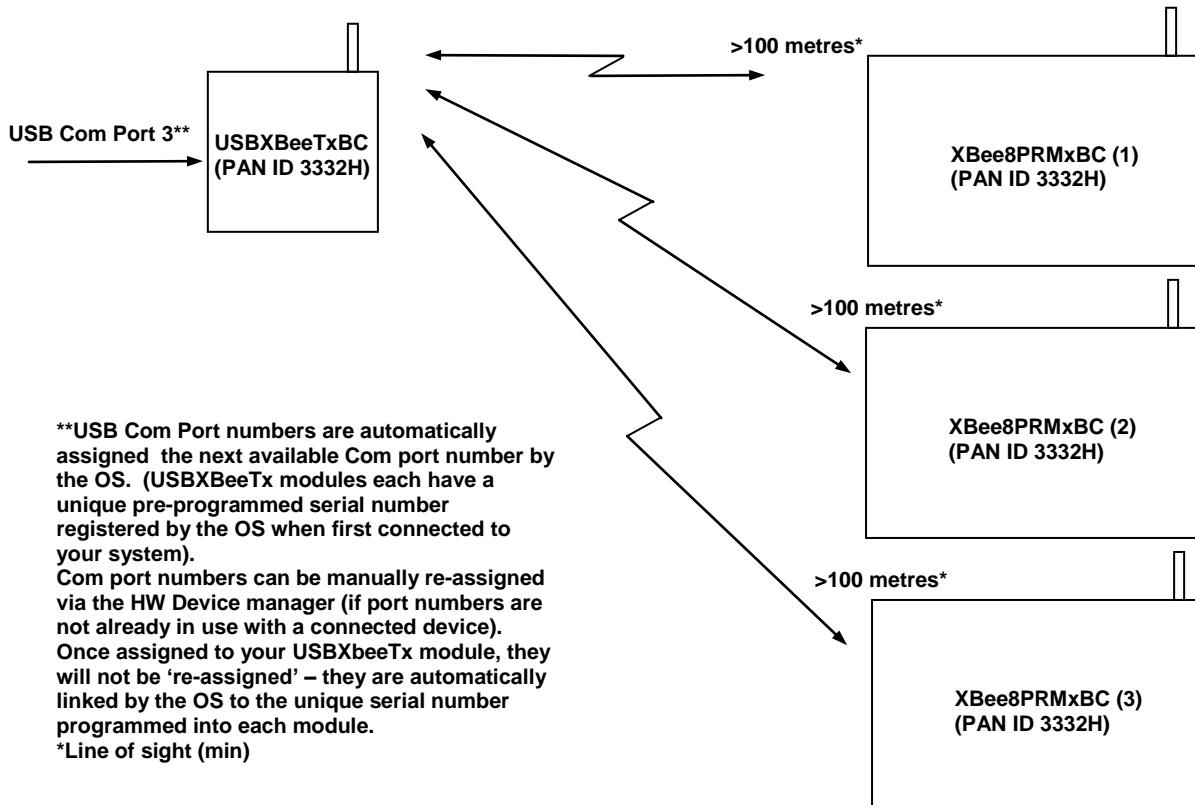 >100 metres*
USB Com Port 3**
USBXBeeTxBC
(PAN ID 3332H)
XBee8PRMxBC (1)
(PAN ID 3332H)
>100 metres*
XBee8PRMxBC (2)
(PAN ID 3332H)
**USB Com Port numbers are automatically
assigned  the next available Com port number by
the OS.  (USBXBeeTx modules each have a
unique pre-programmed serial number
registered by the OS when first connected to
your system).
Com port numbers can be manually re-assigned
via the HW Device manager (if port numbers are
not already in use with a connected device).
Once assigned to your USBXbeeTx module, they
will not be ‘re-assigned’ – they are automatically
linked by the OS to the unique serial number
programmed into each module.
*Line of sight (min)
>100 metres*
XBee8PRMxBC (3)
(PAN ID 3332H)